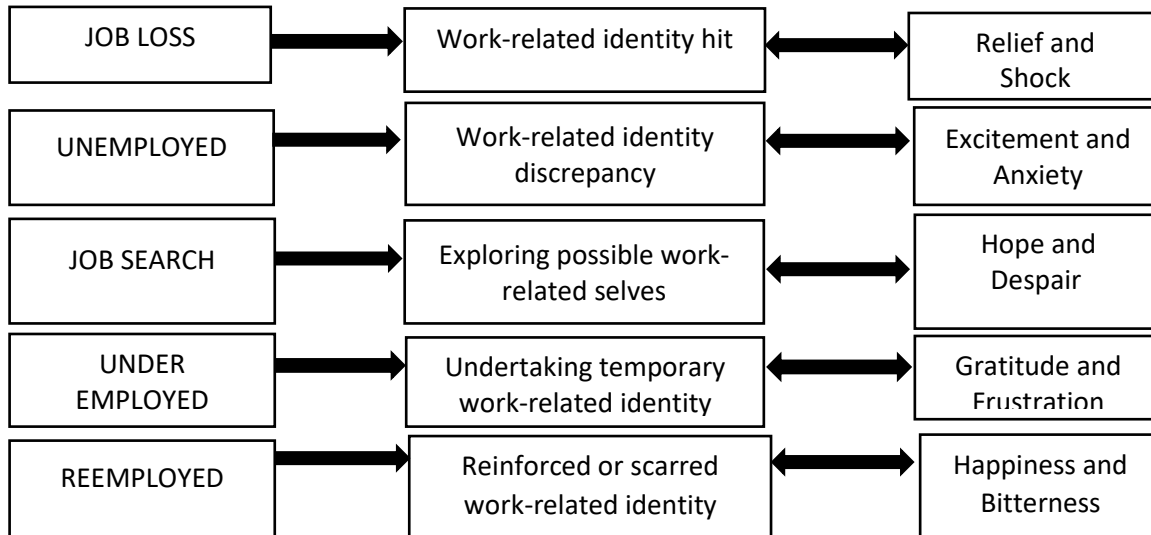 JOB LOSS
Work-related identity hit
Relief and
Shock
UNEMPLOYED
Work-related identity
discrepancy
Excitement and
Anxiety
JOB SEARCH
Exploring possible work-
related selves
Hope and
Despair
UNDER
EMPLOYED
Undertaking temporary
work-related identity
Gratitude and
Frustration
REEMPLOYED
Reinforced or scarred
work-related identity
Happiness and
Bitterness